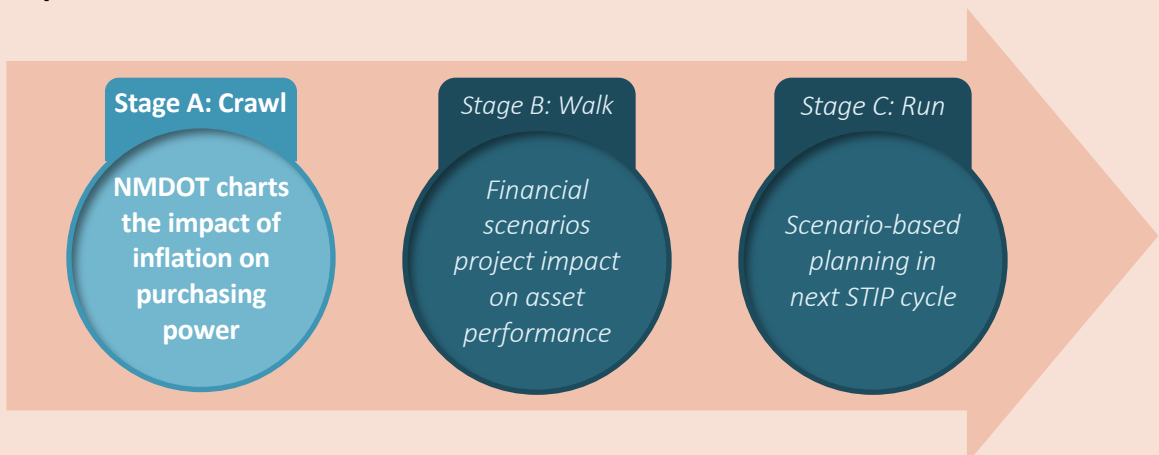 Stage A: Crawl
NMDOT charts
the impact of
inflation on
purchasing
power
Stage B: Walk
Financial
scenarios
project impact
on asset
performance
Stage C: Run
Scenario-based
planning in
next STIP cycle